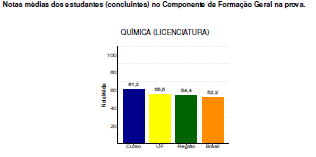 Notas médias dos estudantes (concluintes) no Componente de Formação Geral na prova.
QUÍMICA (LICENCIATURA)
100
80
60
40
20
Nota Média
61,2
55,5
54,4
52,2
Curso
UF
Região
Brasil